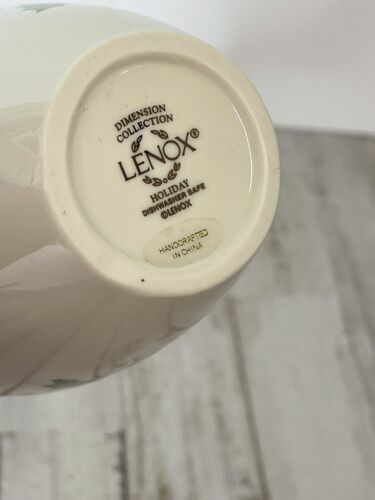 DIMENSION
COLLECTION
LENOX®
HOLIDAY
DISHWASHER SAFE
©LENOX
HANDCRAFTED
IN CHINA